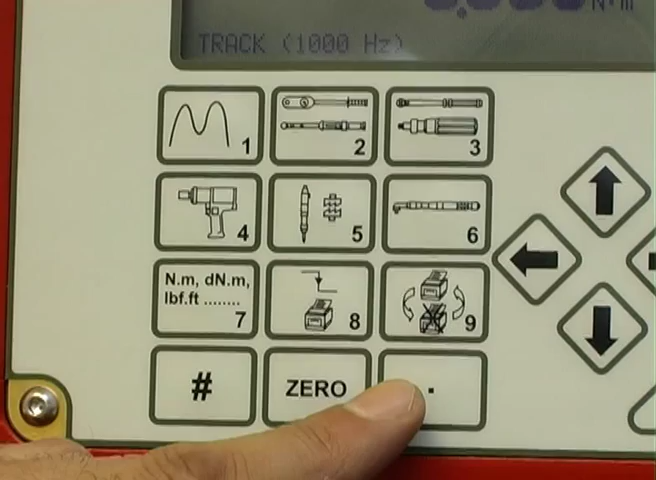 N·m
TRACK (1000 Hz)
1
2
3
4
5
6
N.m, dN.m,
lbf.ft ........
7
8
9
#
ZERO
.